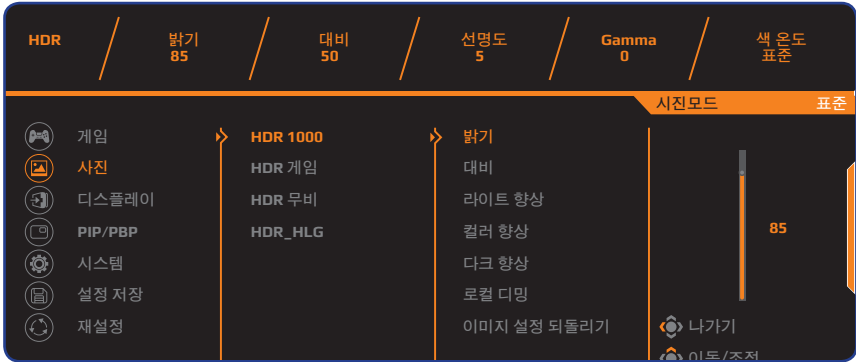 HDR
밝기
85
대비
50
선명도
5
Gamma
0
색 온도
표준
시진모드 표준
게임
사진
디스플레이
PIP/PBP
시스템
설정 저장
재설정
HDR 1000
HDR 게임
HDR 무비
HDR_HLG
밝기
대비
라이트 향상
컬러 향상
다크 향상
로컬 디밍
이미지 설정 되돌리기
85
나가기
이동/조정